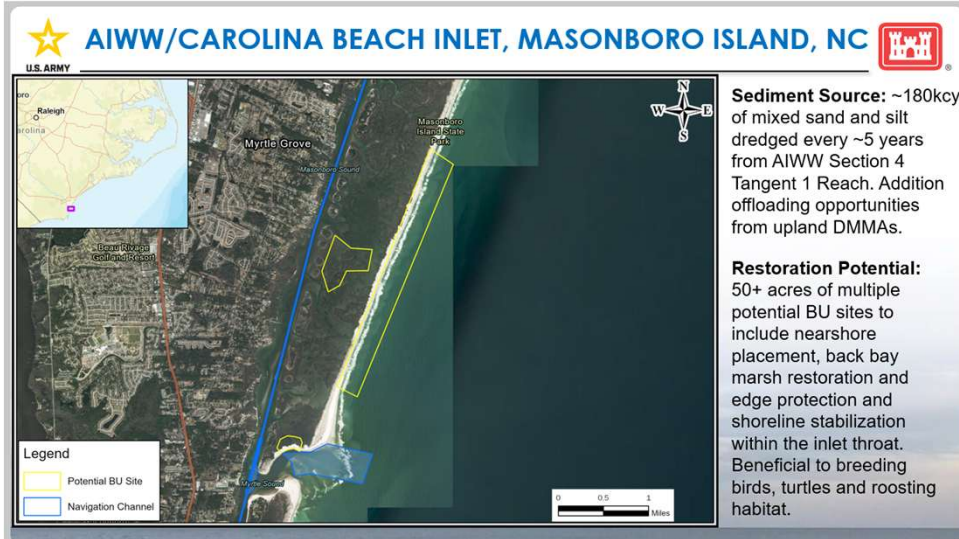 AIWW/CAROLINA BEACH INLET, MASONBORO ISLAND, NC
U.S. ARMY
®
oro
Raleigh
arolina
Myrtle Grove
Masonboro Sound
Masonboro
Island State
Park
Beau Rivage
Golf and Resort
Myrtle Sound
N
W
E
S
Legend
Potential BU Site
Navigation Channel
0 0.5 1
Miles
Sediment Source: ~180kcy
of mixed sand and silt
dredged every ~5 years
from AIWW Section 4
Tangent 1 Reach. Addition
offloading opportunities
from upland DMMAs.
Restoration Potential:
50+ acres of multiple
potential BU sites to
include nearshore
placement, back bay
marsh restoration and
edge protection and
shoreline stabilization
within the inlet throat.
Beneficial to breeding
birds, turtles and roosting
habitat.